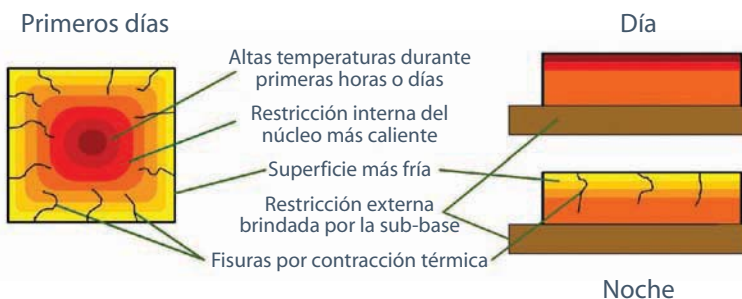 Primeros días
Día
Altas temperaturas durante
primeras horas o días
Restricción interna del
núcleo más caliente
Superficie más fría
Restricción externa
brindada por la sub-base
Fisuras por contracción térmica
Noche